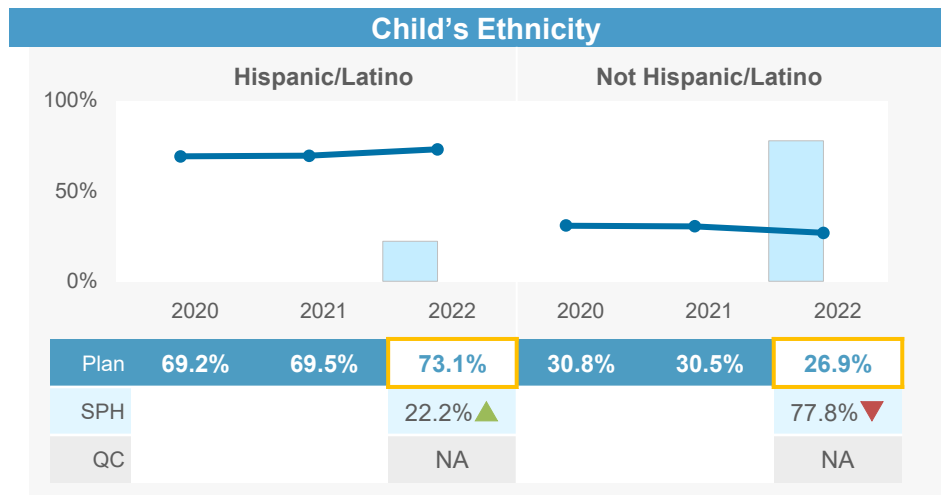 Child's Ethnicity
Hispanic/Latino Not Hispanic/Latino
100%
50%
0%
2020 2021 2022 2020 2021 2022
Plan 69.2% 69.5% 73.1% 30.8% 30.5% 26.9%
SPH 22.2% 77.8%
QC NA NA